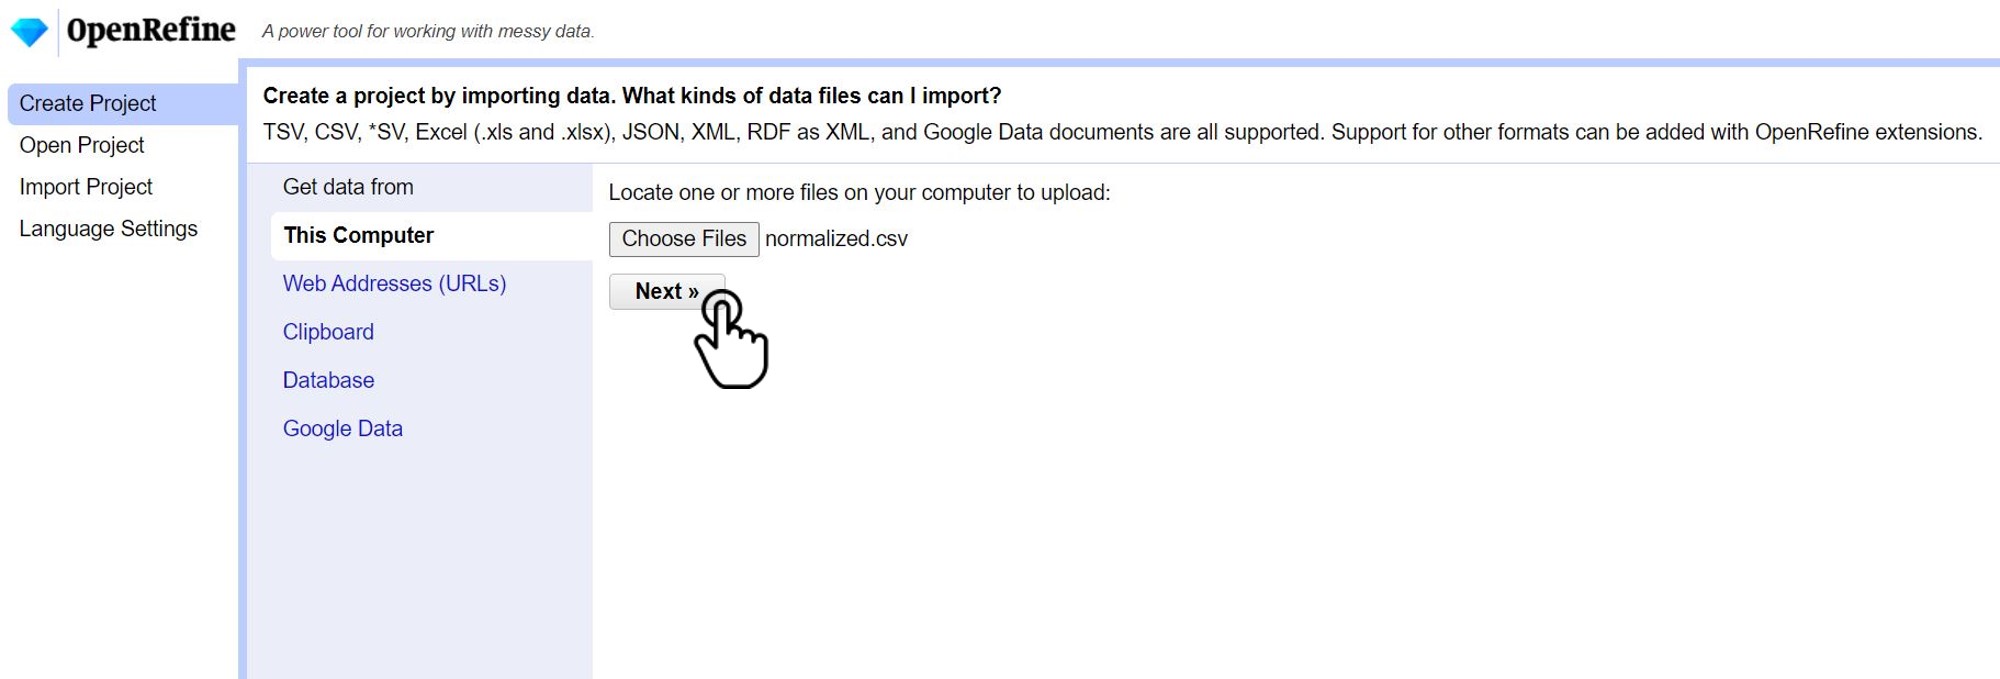 OpenRefine A power tool for working with messy data.
Create Project
Open Project
Import Project
Language Settings
Create a project by importing data. What kinds of data files can I import?
TSV, CSV, *SV, Excel (.xls and .xlsx), JSON, XML, RDF as XML, and Google Data documents are all supported. Support for other formats can be added with OpenRefine extensions.
Get data from
This Computer
Web Addresses (URLs)
Clipboard
Database
Google Data
Locate one or more files on your computer to upload:
Choose Files normalized.csv
Next »